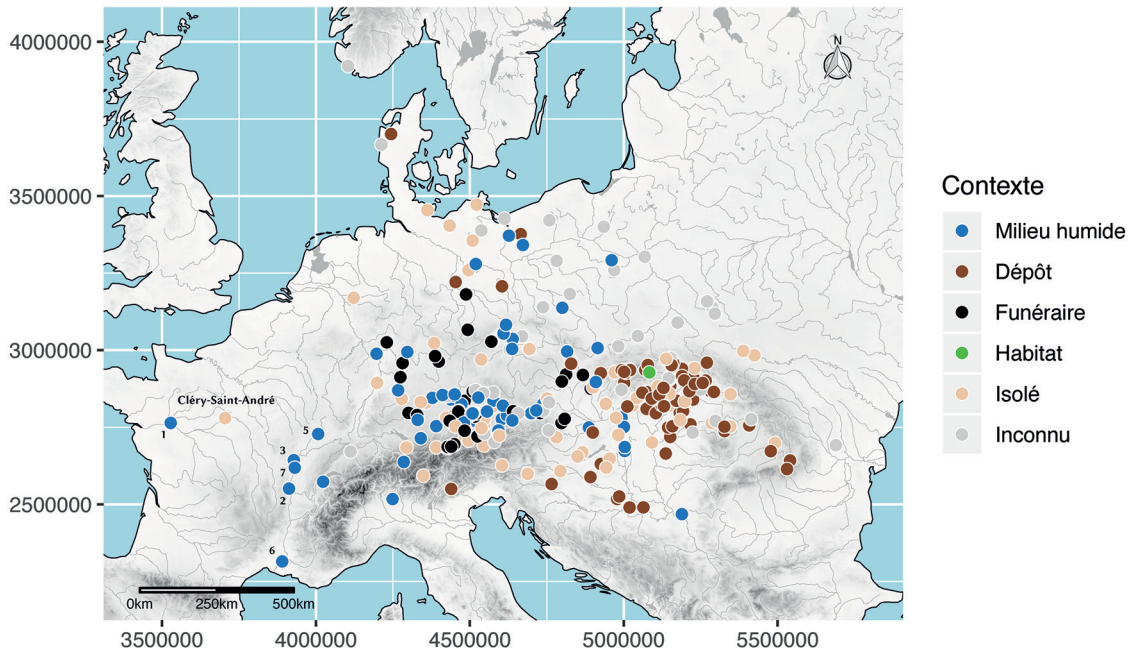 4000000
3500000
3000000
2500000
N
Cléry-Saint-André
1
5
3
7
2
6
0km
250km
500km
3500000
4000000
4500000
5000000
5500000
Contexte
Milieu humide
Dépôt
Funéraire
Habitat
Isolé
Inconnu